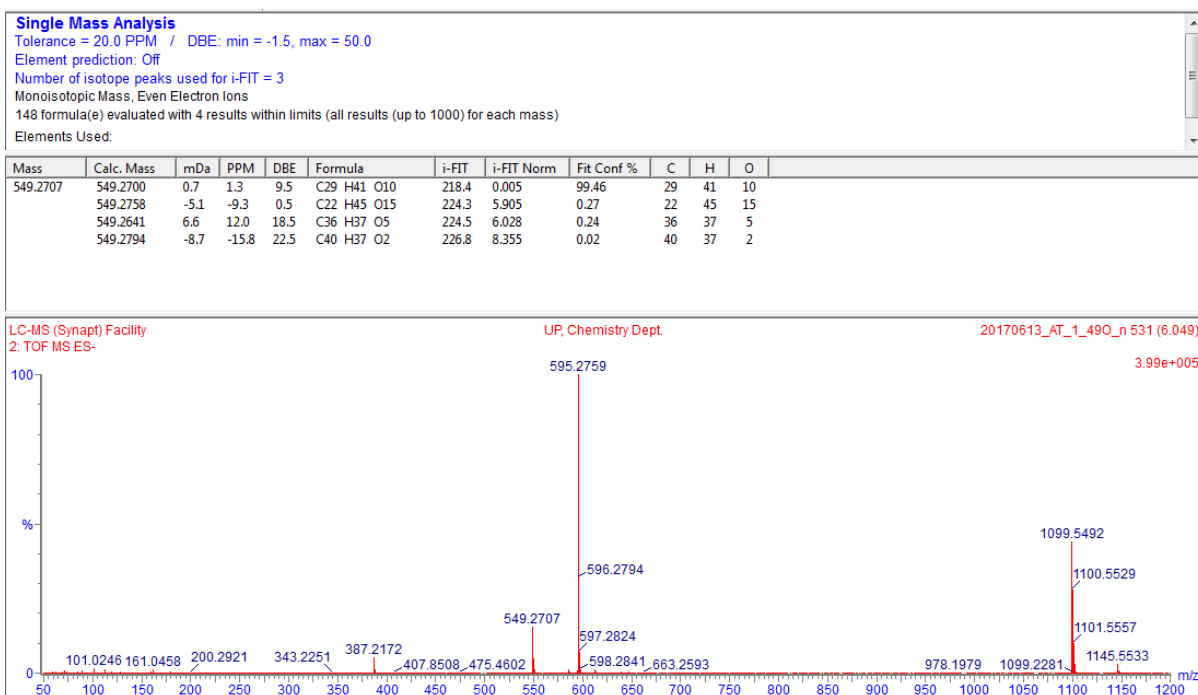 Single Mass Analysis
Tolerance = 20.0 PPM / DBE: min = -1.5, max = 50.0
Element prediction: Off
Number of isotope peaks used for i-FIT = 3
Monoisotopic Mass, Even Electron Ions
148 formula(e) evaluated with 4 results within limits (all results (up to 1000) for each mass)
Elements Used:
Mass Calc. Mass mDa PPM DBE Formula i-FIT i-FIT Norm Fit Conf % C H O
549.2707 549.2700 0.7 1.3 9.5 C29 H41 O10 218.4 0.005 99.46 29 41 10
549.2758 -5.1 -9.3 0.5 C22 H45 O15 224.3 5.905 0.27 22 45 15
549.2641 6.6 12.0 18.5 C36 H37 O5 224.5 6.028 0.24 36 37 5
549.2794 -8.7 -15.8 22.5 C40 H37 O2 226.8 8.355 0.02 40 37 2
LC-MS (Synapt) Facility UP, Chemistry Dept. 20170613_AT_1_49O_n 531 (6.049)
2: TOF MS ES-
3.99e+005
100
595.2759
%
1099.5492
596.2794
1100.5529
549.2707
597.2824
1101.5557
101.0246 161.0458 200.2921 343.2251 387.2172 407.8508 475.4602 598.2841 663.2593 978.1979 1099.2281 1145.5533
0
m/z
50 100 150 200 250 300 350 400 450 500 550 600 650 700 750 800 850 900 950 1000 1050 1100 1150 1200